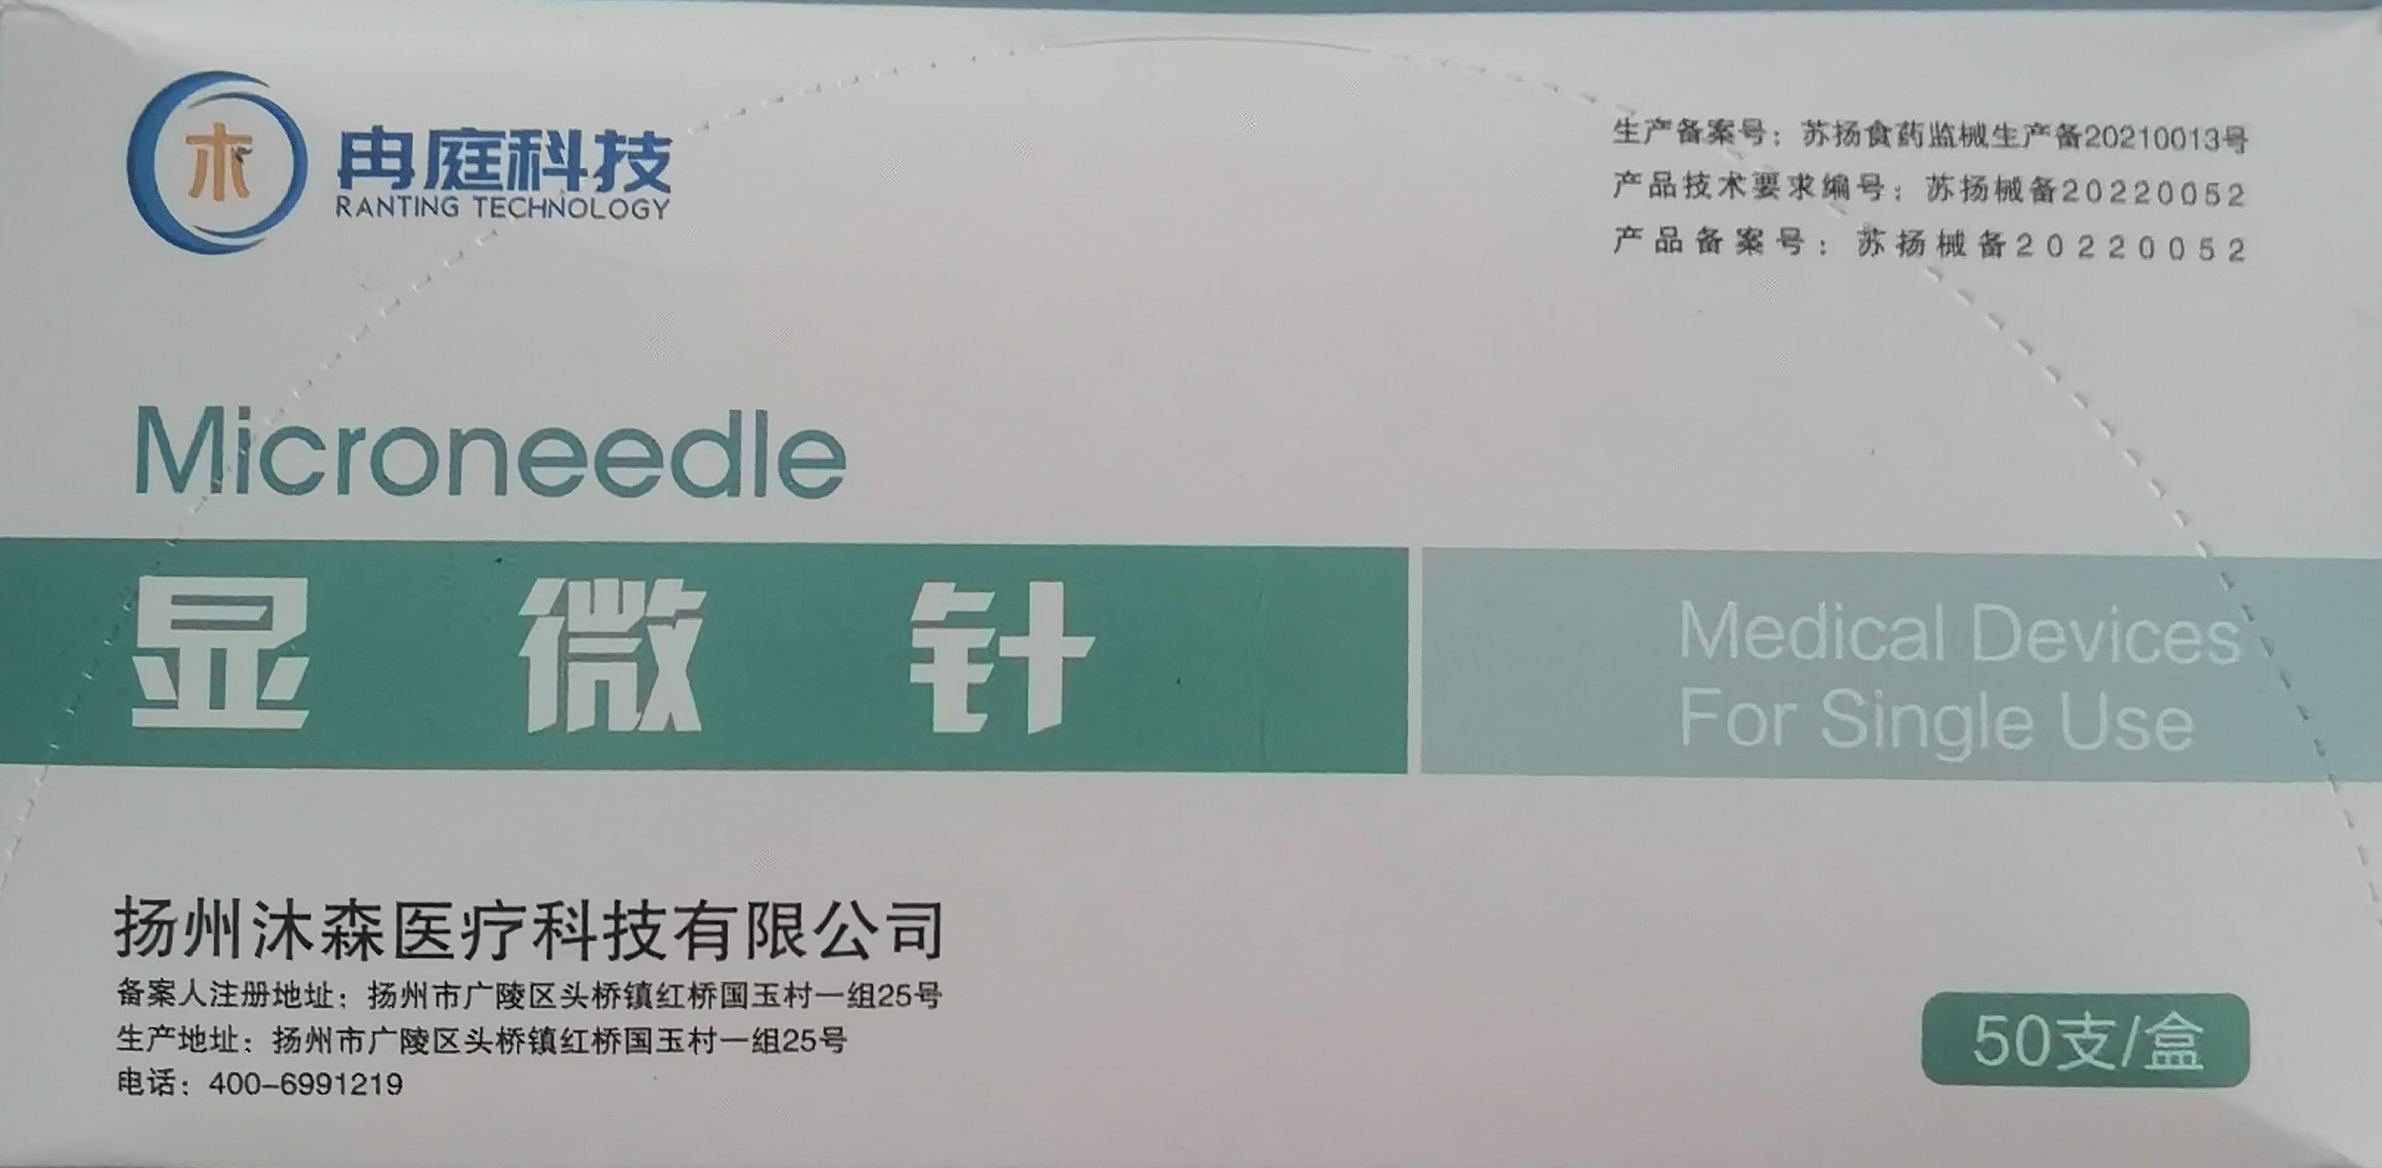 冉庭科技
RANTING TECHNOLOGY
生产备案号：苏扬食药监械生产备20210013号
产品技术要求编号：苏扬械备20220052
产品备案号：苏扬械备20220052
Microneedle
显微针
Medical Devices
For Single Use
扬州沐森医疗科技有限公司
备案人注册地址：扬州市广陵区头桥镇红桥国玉村一组25号
生产地址：扬州市广陵区头桥镇红桥国玉村一组25号
电话：400-6991219
50支/盒